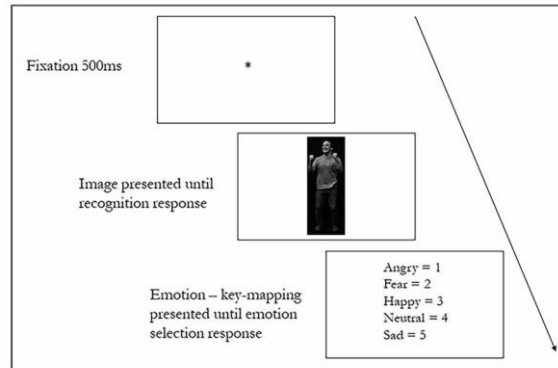 Fixation 500ms
*
Image presented until
recognition response
Emotion – key-mapping
presented until emotion
selection response
Angry = 1
Fear = 2
Happy = 3
Neutral = 4
Sad = 5